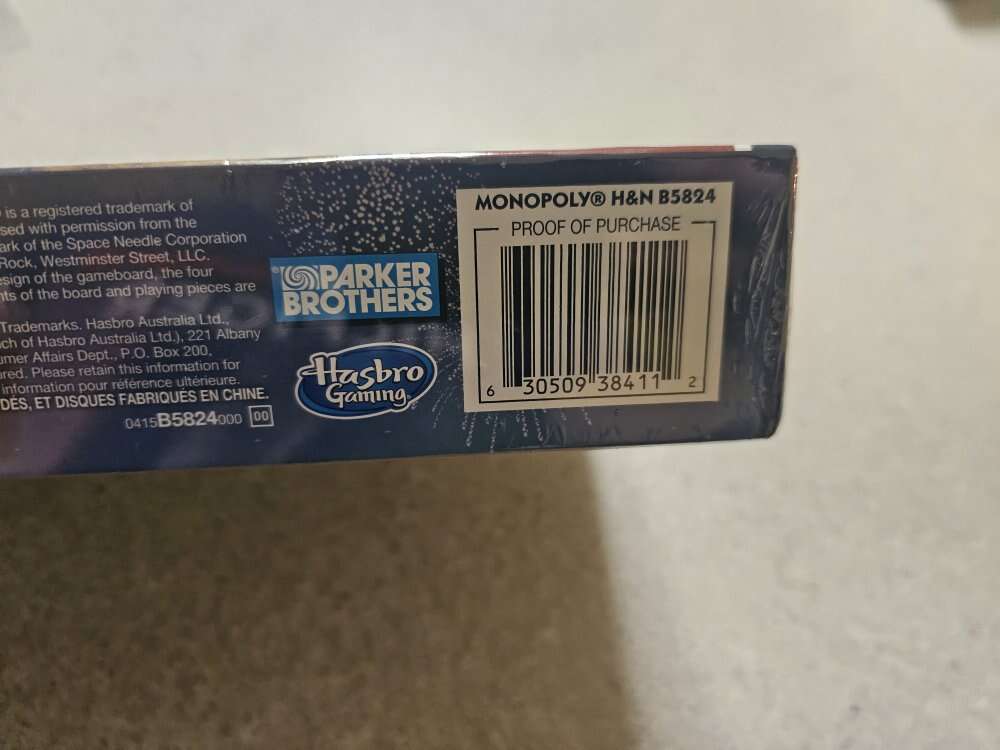 is a registered trademark of
sed with permission from the
ark of the Space Needle Corporation
Rock, Westminster Street, LLC.
esign of the gameboard, the four
nts of the board and playing pieces are
Trademarks. Hasbro Australia Ltd.,
ch of Hasbro Australia Ltd.), 221 Albany
umer Affairs Dept., P.O. Box 200,
ired. Please retain this information for
information pour référence ultérieure.
DÉS, ET DISQUES FABRIQUÉS EN CHINE.
0415B5824000 00
PARKER
BROTHERS
Hasbro
Gaming
MONOPOLY® H&N B5824
PROOF OF PURCHASE
6 30509 38411 2